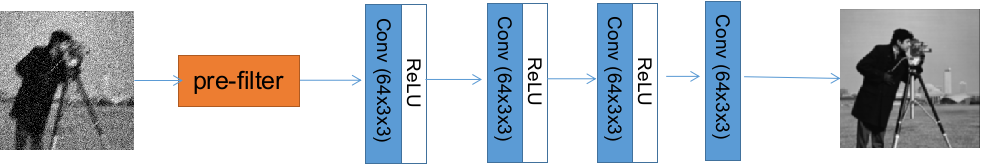 pre-filter
Conv (64x3x3)
ReLU
Conv (64x3x3)
ReLU
Conv (64x3x3)
ReLU
Conv (64x3x3)